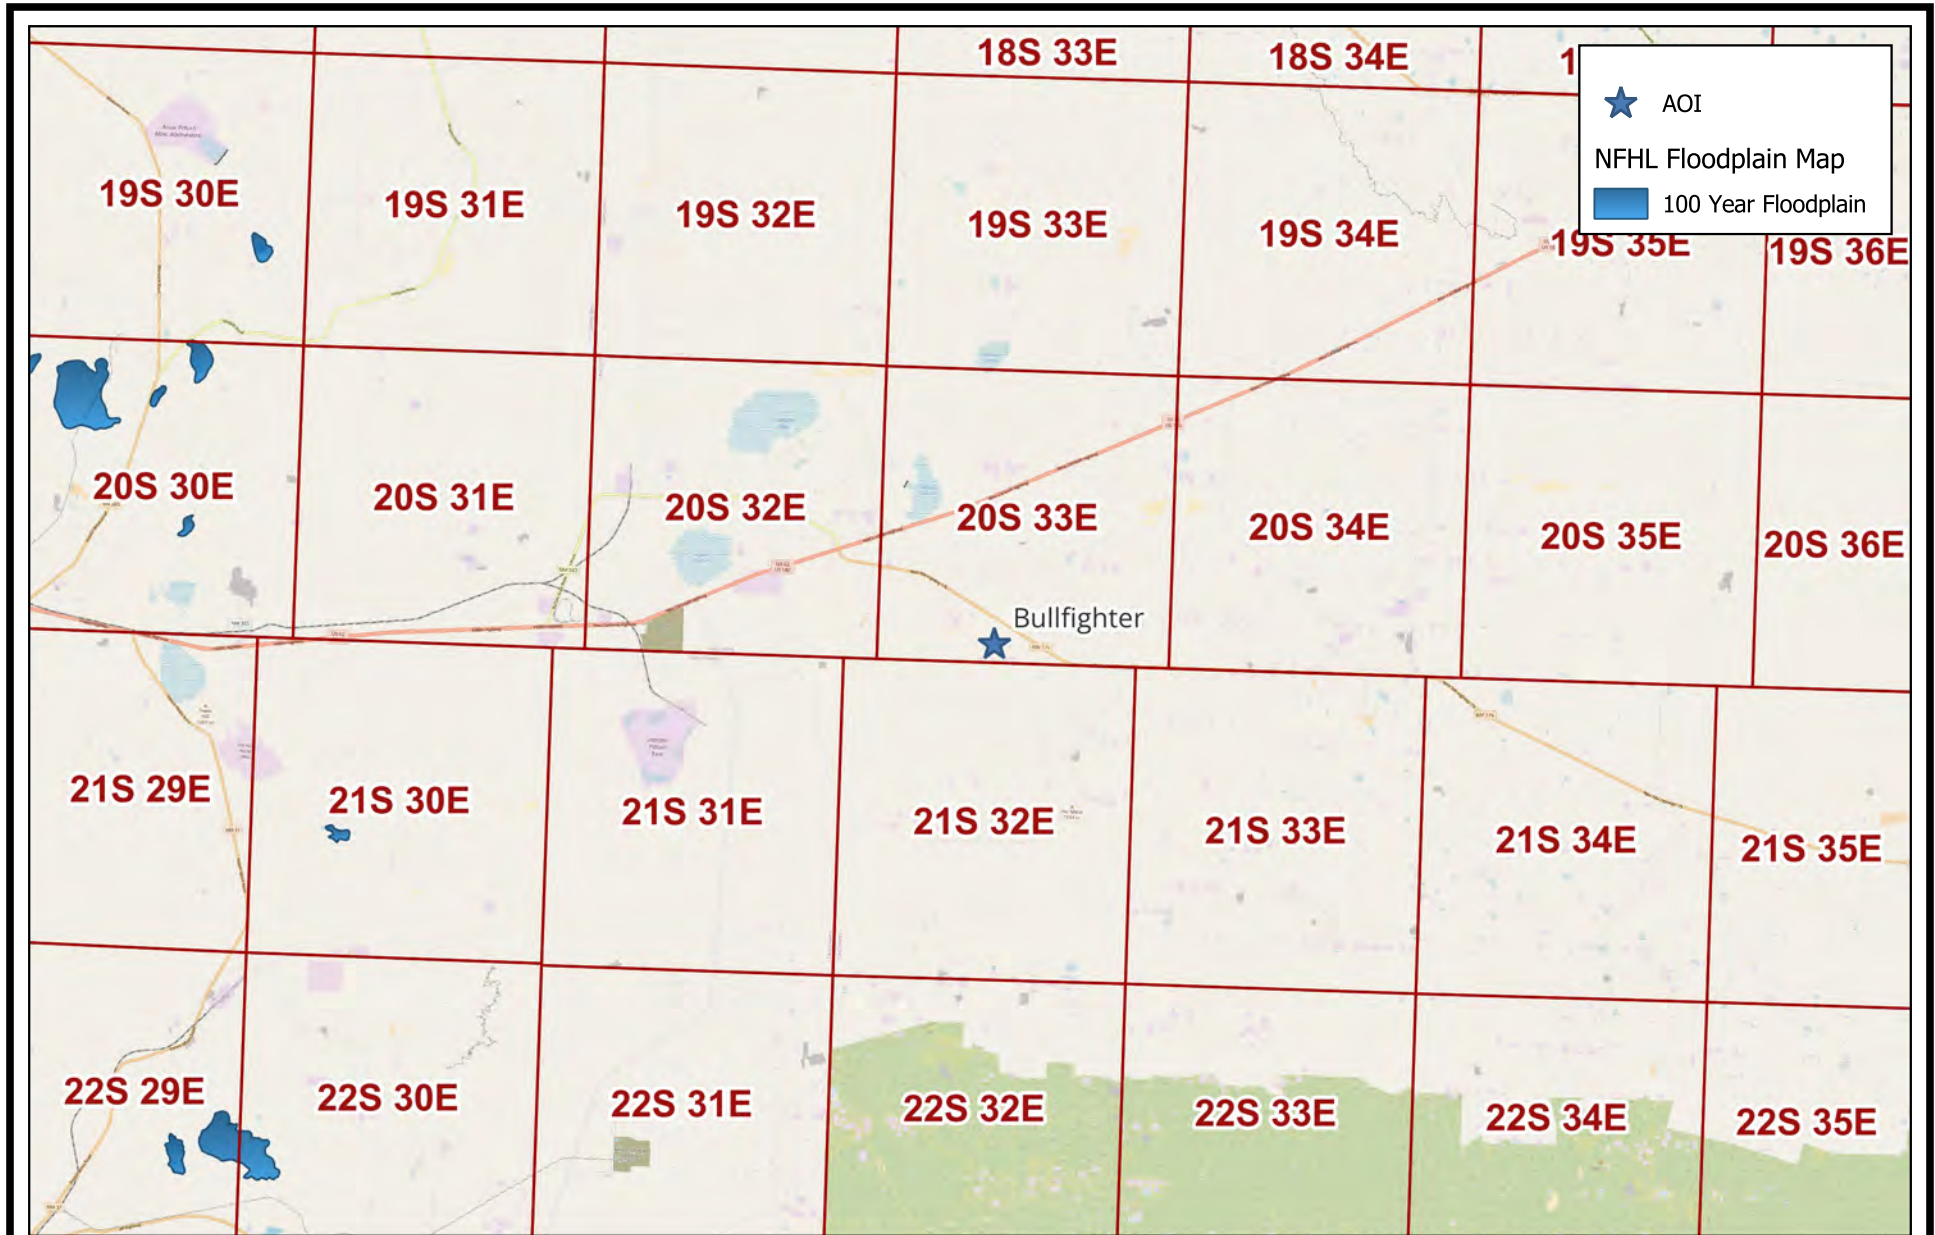 18S 33E
18S 34E
1
AOI
NFHL Floodplain Map
100 Year Floodplain
19S 30E
19S 31E
19S 32E
19S 33E
19S 34E
19S 35E
19S 36E
20S 30E
20S 31E
20S 32E
20S 33E
20S 34E
20S 35E
20S 36E
Bullfighter
21S 29E
21S 30E
21S 31E
21S 32E
21S 33E
21S 34E
21S 35E
22S 29E
22S 30E
22S 31E
22S 32E
22S 33E
22S 34E
22S 35E